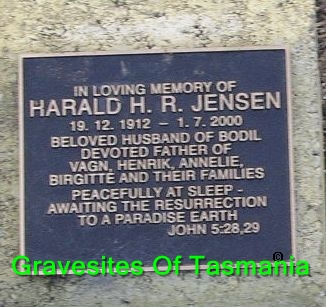 IN LOVING MEMORY OF
HARALD H. R. JENSEN
19. 12. 1912 – 1. 7. 2000
BELOVED HUSBAND OF BODIL
DEVOTED FATHER OF
VAGN, HENRIK, ANNELIE,
BIRGITTE AND THEIR FAMILIES
PEACEFULLY AT SLEEP -
AWAITING THE RESURRECTION
TO A PARADISE EARTH
JOHN 5:28,29
©
Gravesites Of Tasmania